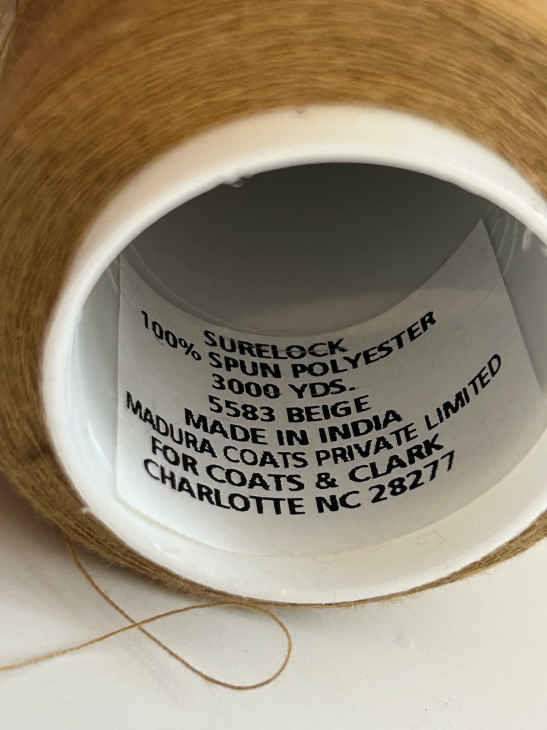 SURELOCK
100% SPUN POLYESTER
3000 YDS.
5583 BEIGE
MADE IN INDIA
MADURA COATS PRIVATE LIMITED
FOR COATS & CLARK
CHARLOTTE NC 28277